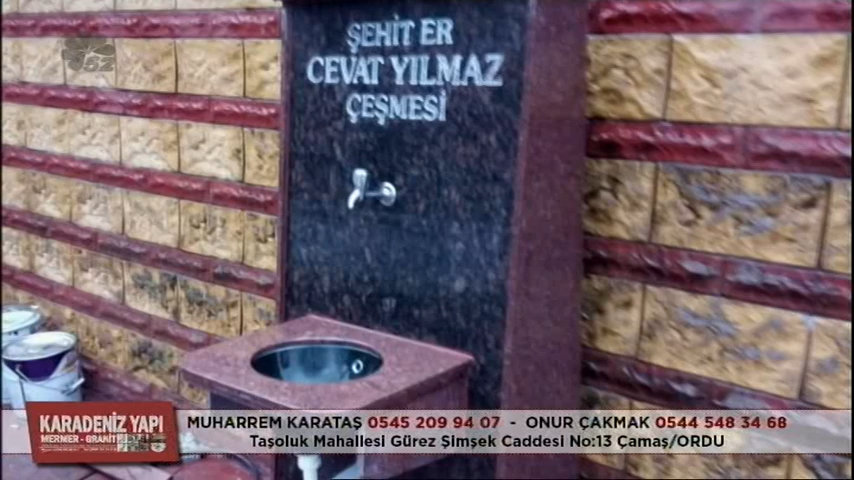 ŞEHİT ER
CEVAT YILMAZ
ÇEŞMESİ
KARADENİZ YAPI
MERMER - GRANİT
MUHARREM KARATAŞ 0545 209 94 07 - ONUR ÇAKMAK 0544 548 34 68
Taşoluk Mahallesi Gürez Şimşek Caddesi No:13 Çamaş/ORDU
52